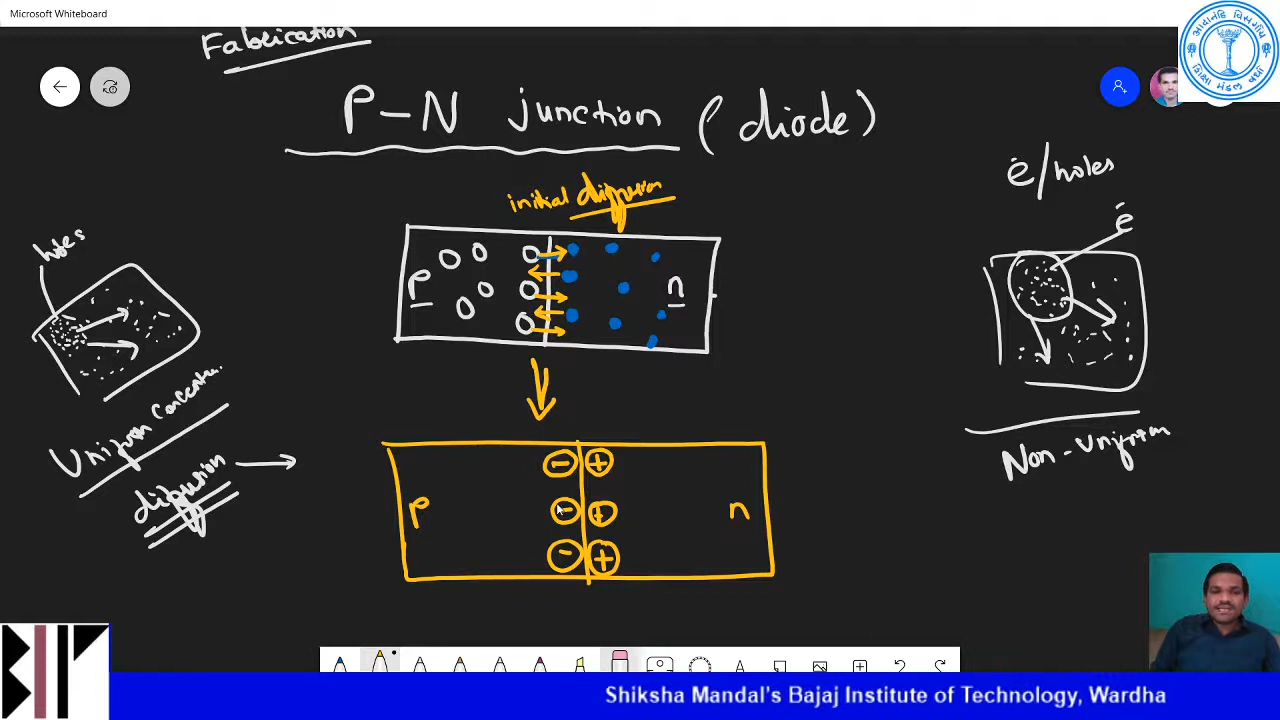 Microsoft Whiteboard
Fabrication
P-N junction (diode)
ē/holes
initial diffusion
ē
holes
p
n
Uniform
diffusion
Non-Uniform
p
n
- +
- +
- +
Shiksha Mandal's Bajaj Institute of Technology, Wardha